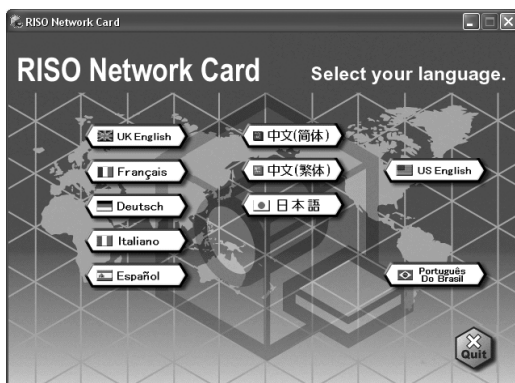 RISO Network Card
RISO Network Card
Select your language.
UK English
Français
Deutsch
Italiano
Español
中文(简体)
中文(繁体)
日本語
US English
Português
Do Brasil
Quit